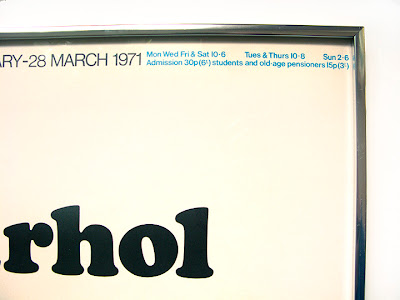 ARY-28 MARCH 1971 Mon Wed Fri & Sat 10-6 Tues & Thurs 10-8 Sun 2-6
Admission 30p (6/-) students and old-age pensioners 15p (3/-)
arhol